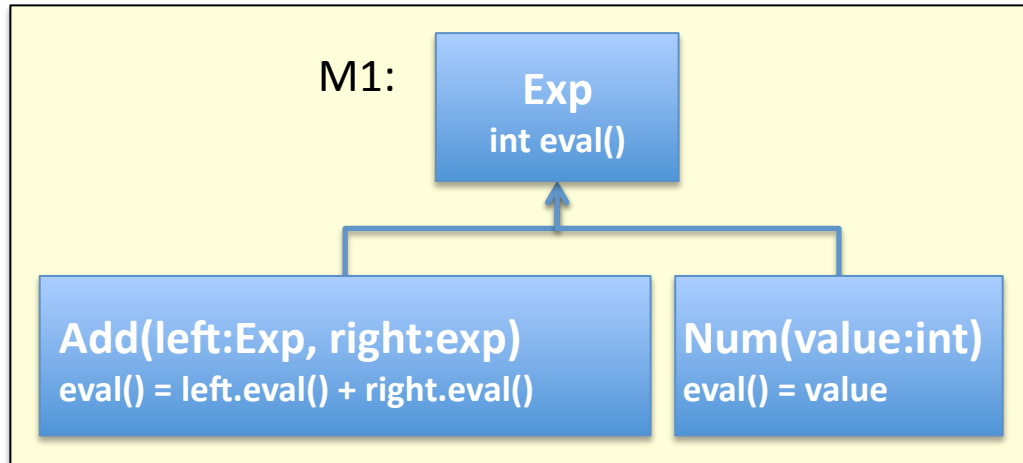 M1:
Exp
int eval()
Add(left:Exp, right:exp)
eval() = left.eval() + right.eval()
Num(value:int)
eval() = value